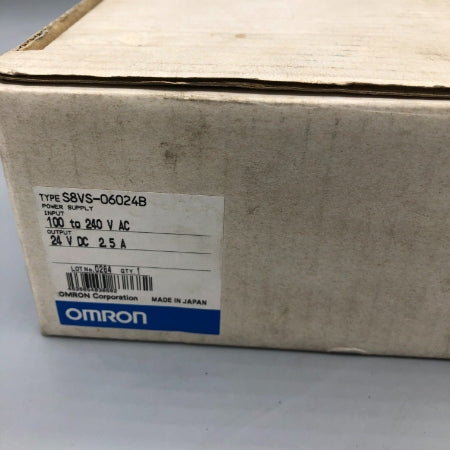 TYPE S8VS-06024B
POWER SUPPLY
INPUT
100 to 240 V AC
OUTPUT
24 V DC 2.5 A
LOT No. 0264 QTY. 1
OMRON Corporation MADE IN JAPAN
OMRON